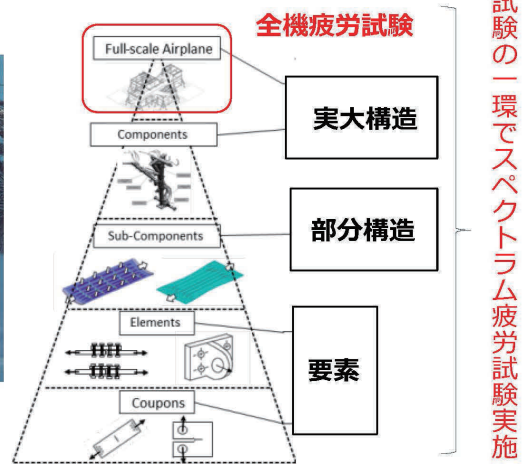 全機疲労試験
Full-scale Airplane
実大構造
Components
部分構造
Sub-Components
Elements
要素
Coupons
試験の一環でスペクトラム疲労試験実施